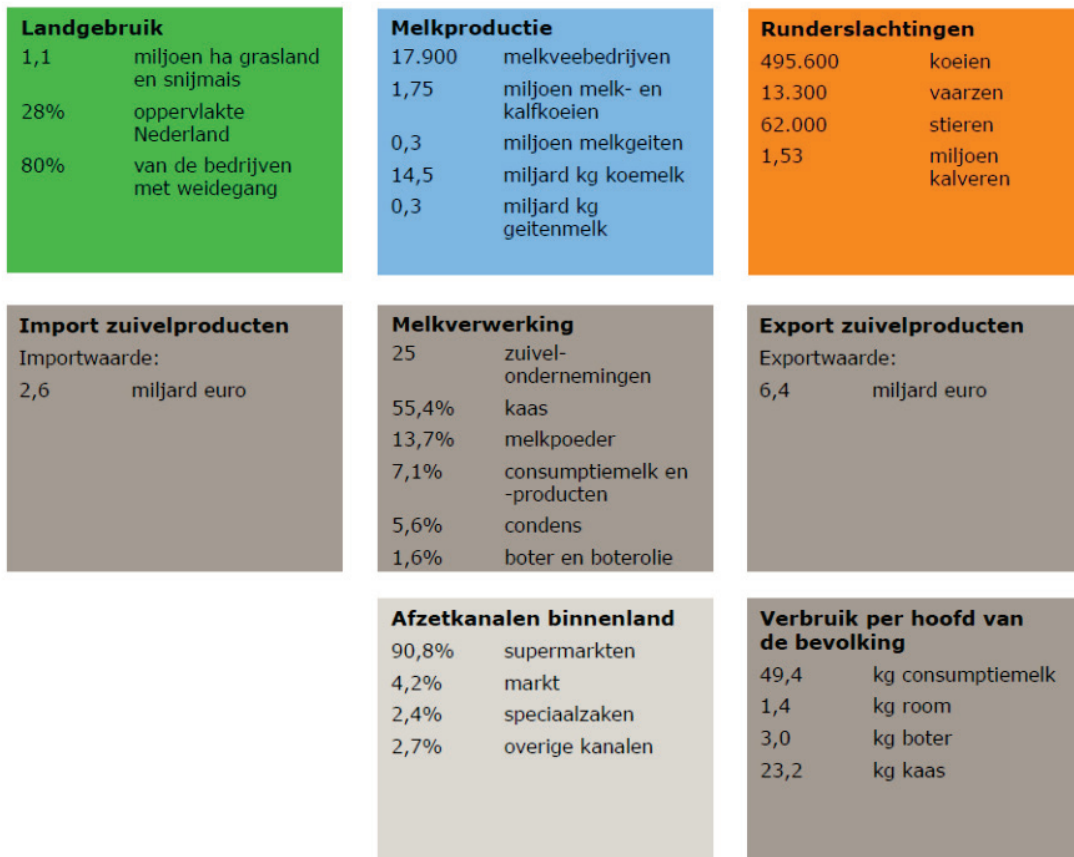 Landgebruik
1,1 miljoen ha grasland
en snijmais
28% oppervlakte
Nederland
80% van de bedrijven
met weidegang
Melkproductie
17.900 melkveebedrijven
1,75 miljoen melk- en
kalfkoeien
0,3 miljoen melkgeiten
14,5 miljard kg koemelk
0,3 miljard kg
geitenmelk
Runderslachtingen
495.600 koeien
13.300 vaarzen
62.000 stieren
1,53 miljoen
kalveren
Import zuivelproducten
Importwaarde:
2,6 miljard euro
Melkverwerking
25 zuivel-
ondernemingen
55,4% kaas
13,7% melkpoeder
7,1% consumptiemelk en
-producten
5,6% condens
1,6% boter en boterolie
Export zuivelproducten
Exportwaarde:
6,4 miljard euro
Afzetkanalen binnenland
90,8% supermarkten
4,2% markt
2,4% speciaalzaken
2,7% overige kanalen
Verbruik per hoofd van
de bevolking
49,4 kg consumptiemelk
1,4 kg room
3,0 kg boter
23,2 kg kaas